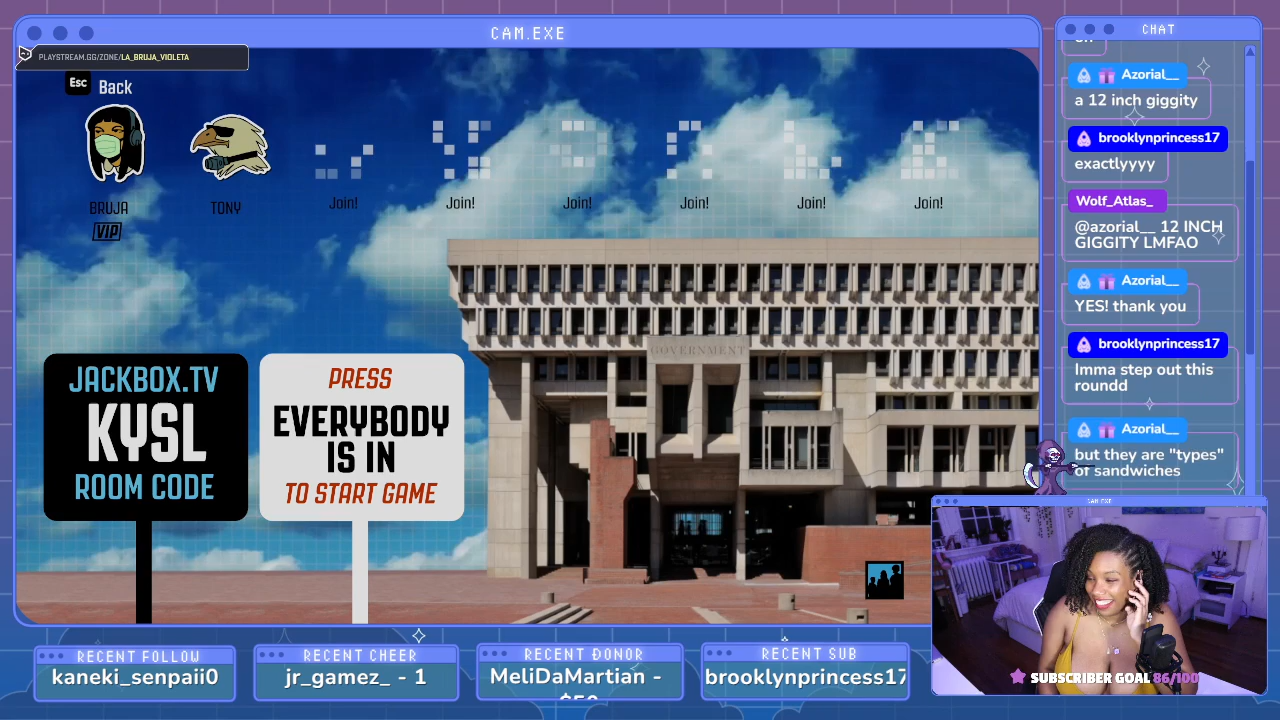 CAM.EXE
PLAYSTREAM.GG/ZONE/LA_BRUJA_VIOLETA
Esc Back
BRUJA
VIP
TONY
Join!
Join!
Join!
Join!
Join!
Join!
GOVERNMENT
JACKBOX.TV
KYSL
ROOM CODE
PRESS
EVERYBODY
IS IN
TO START GAME
CHAT
Azorial__
a 12 inch giggity
brooklynprincess17
exactlyyyy
Wolf_Atlas_
@azorial__ 12 INCH
GIGGITY LMFAO
Azorial__
YES! thank you
brooklynprincess17
Imma step out this
roundd
Azorial__
but they are "types"
of sandwiches
CAM.EXE
SUBSCRIBER GOAL 86/100
RECENT FOLLOW
kaneki_senpaii0
RECENT CHEER
jr_gamez_ - 1
RECENT DONOR
MeliDaMartian -
RECENT SUB
brooklynprincess17